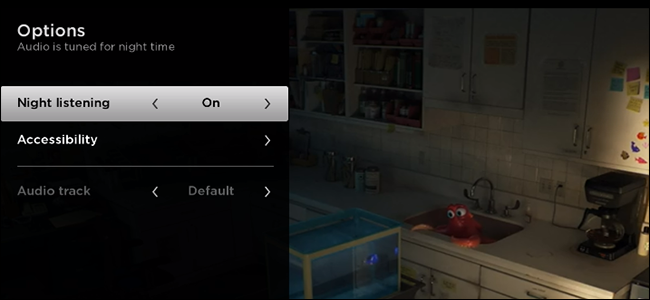 Options
Audio is tuned for night time
Night listening < On >
Accessibility >
Audio track < Default >